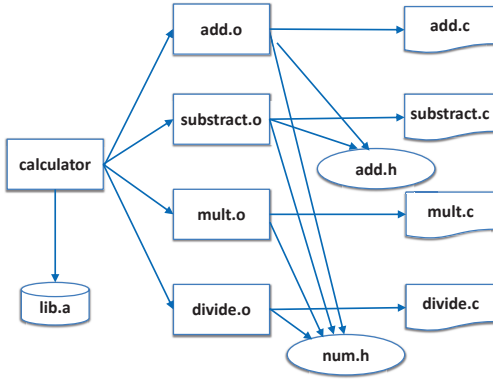 add.o
add.c
substract.o
substract.c
calculator
add.h
mult.o
mult.c
lib.a
divide.o
divide.c
num.h